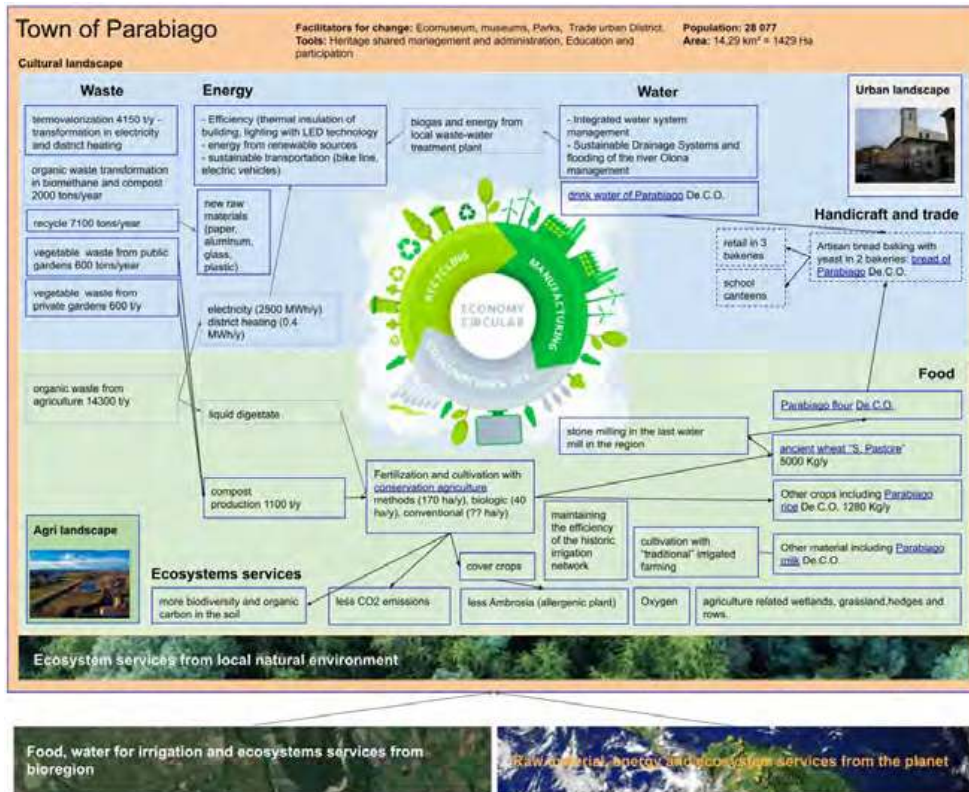 Town of Parabiago
Facilitators for change: Ecomuseum, museums, Parks, Trade urban District.
Tools: Heritage shared management and administration, Education and
participation
Population: 28 077
Area: 14,29 km² = 1429 Ha
Cultural landscape
Waste
termovalorization 4150 t/y -
transformation in electricity
and district heating
organic waste transformation
in biomethane and compost
2000 tons/year
recycle 7100 tons/year
vegetable waste from public
gardens 600 tons/year
vegetable waste from
private gardens 600 t/y
organic waste from
agriculture 14300 t/y
Energy
- Efficiency (thermal insulation of
building, lighting with LED technology
- energy from renewable sources
- sustainable transportation (bike line,
electric vehicles)
new raw
materials
(paper,
aluminum,
glass,
plastic)
electricity (2500 MWh/y)
district heating (0.4
MWh/y)
liquid digestate
compost
production 1100 t/y
biogas and energy from
local waste-water
treatment plant
Water
- Integrated water system
management
- Sustainable Drainage Systems and
flooding of the river Olona
management
drink water of Parabiago De.C.O.
Urban landscape
Handicraft and trade
retail in 3
bakeries
school
canteens
Artisan bread baking with
yeast in 2 bakeries: bread of
Parabiago De.C.O.
RECYCLING
MANUFACTURING
ECONOMY
CIRCULAR
Food
Parabiago flour De.C.O.
stone milling in the last water
mill in the region
ancient wheat "S. Pastore"
5000 Kg/y
Fertilization and cultivation with
conservation agriculture
methods (170 ha/y), biologic (40
ha/y), conventional (?? ha/y)
Other crops including Parabiago
rice De.C.O. 1280 Kg/y
maintaining
the efficiency
of the historic
irrigation
network
cultivation with
"traditional" irrigated
farming
Other material including Parabiago
milk De.C.O.
Agri landscape
Ecosystems services
cover crops
more biodiversity and organic
carbon in the soil
less CO2 emissions
less Ambrosia (allergenic plant)
Oxygen
agriculture related wetlands, grassland,hedges and
rows.
Ecosystem services from local natural environment
Food, water for irrigation and ecosystems services from
bioregion
Raw material, energy and ecosystem services from the planet